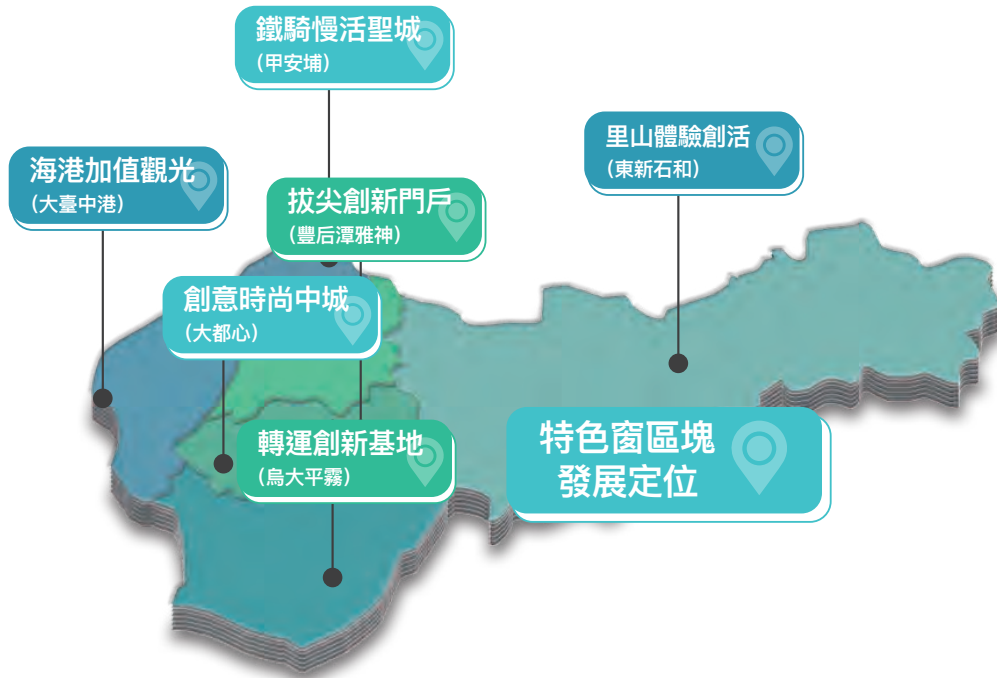 鐵騎慢活聖城
(甲安埔)
里山體驗創活
(東新石和)
海港加值觀光
(大臺中港)
拔尖創新門戶
(豐后潭雅神)
創意時尚中城
(大都心)
轉運創新基地
(烏大平霧)
特色窗區塊
發展定位